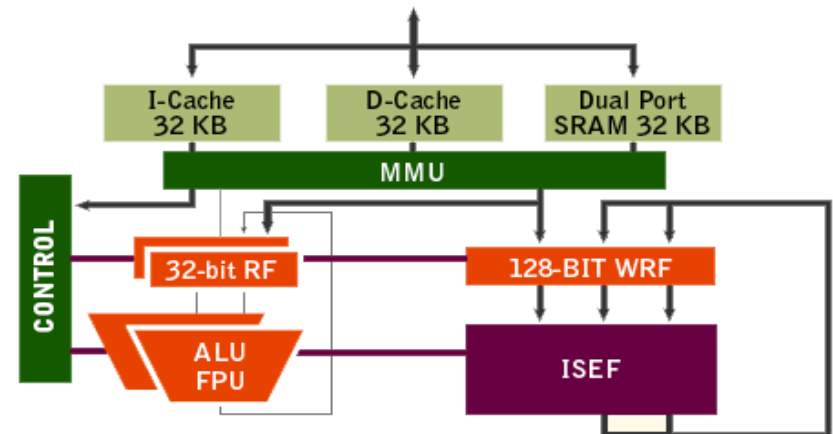 I-Cache
32 KB
D-Cache
32 KB
Dual Port
SRAM 32 KB
MMU
CONTROL
32-bit RF
128-BIT WRF
ALU
FPU
ISEF